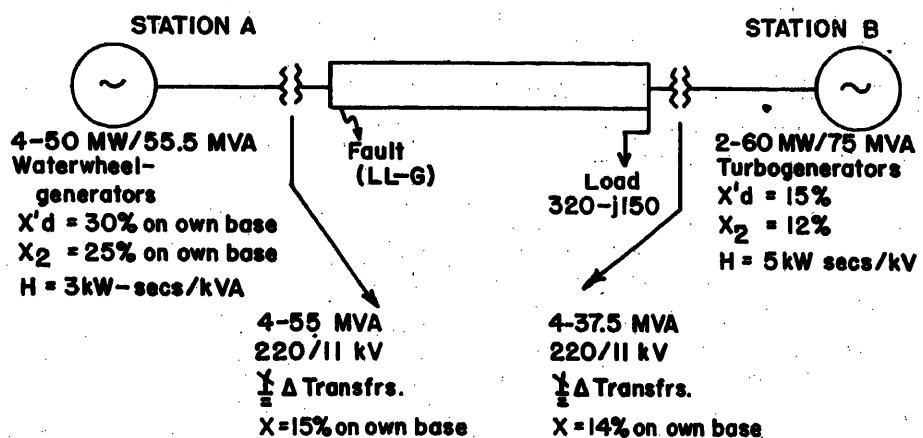 STATION A
STATION B
~
~
4-50 MW/55.5 MVA
Waterwheel-
generators
X'd = 30% on own base
X2 = 25% on own base
H = 3kW-secs/kVA
Fault
(LL-G)
Load
320-j150
2-60 MW/75 MVA
Turbogenerators
X'd = 15%
X2 = 12%
H = 5kW secs/kV
4-55 MVA
220/11 kV
Y Δ Transfrs.
X = 15% on own base
4-37.5 MVA
220/11 kV
Y Δ Transfrs.
X = 14% on own base